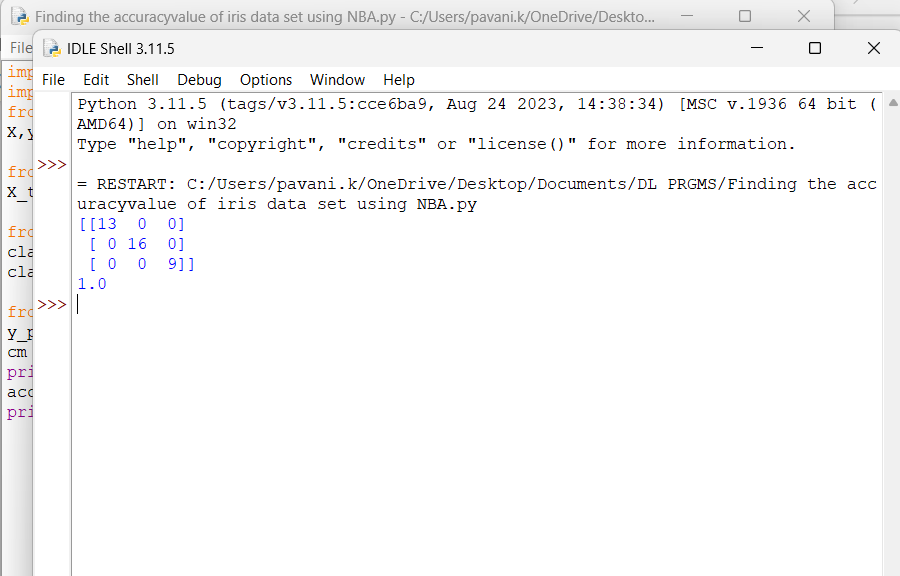 Finding the accuracyvalue of iris data set using NBA.py - C:/Users/pavani.k/OneDrive/Deskto...
File
IDLE Shell 3.11.5
File Edit Shell Debug Options Window Help
imp
imp
fro
X,y
fro
X_t
fro
cla
cla
fro
y_p
cm
pri
acc
pri
Python 3.11.5 (tags/v3.11.5:cce6ba9, Aug 24 2023, 14:38:34) [MSC v.1936 64 bit (
AMD64)] on win32
Type "help", "copyright", "credits" or "license()" for more information.
>>>
= RESTART: C:/Users/pavani.k/OneDrive/Desktop/Documents/DL PRGMS/Finding the acc
uracyvalue of iris data set using NBA.py
[[13  0  0]
 [ 0 16  0]
 [ 0  0  9]]
1.0
>>>